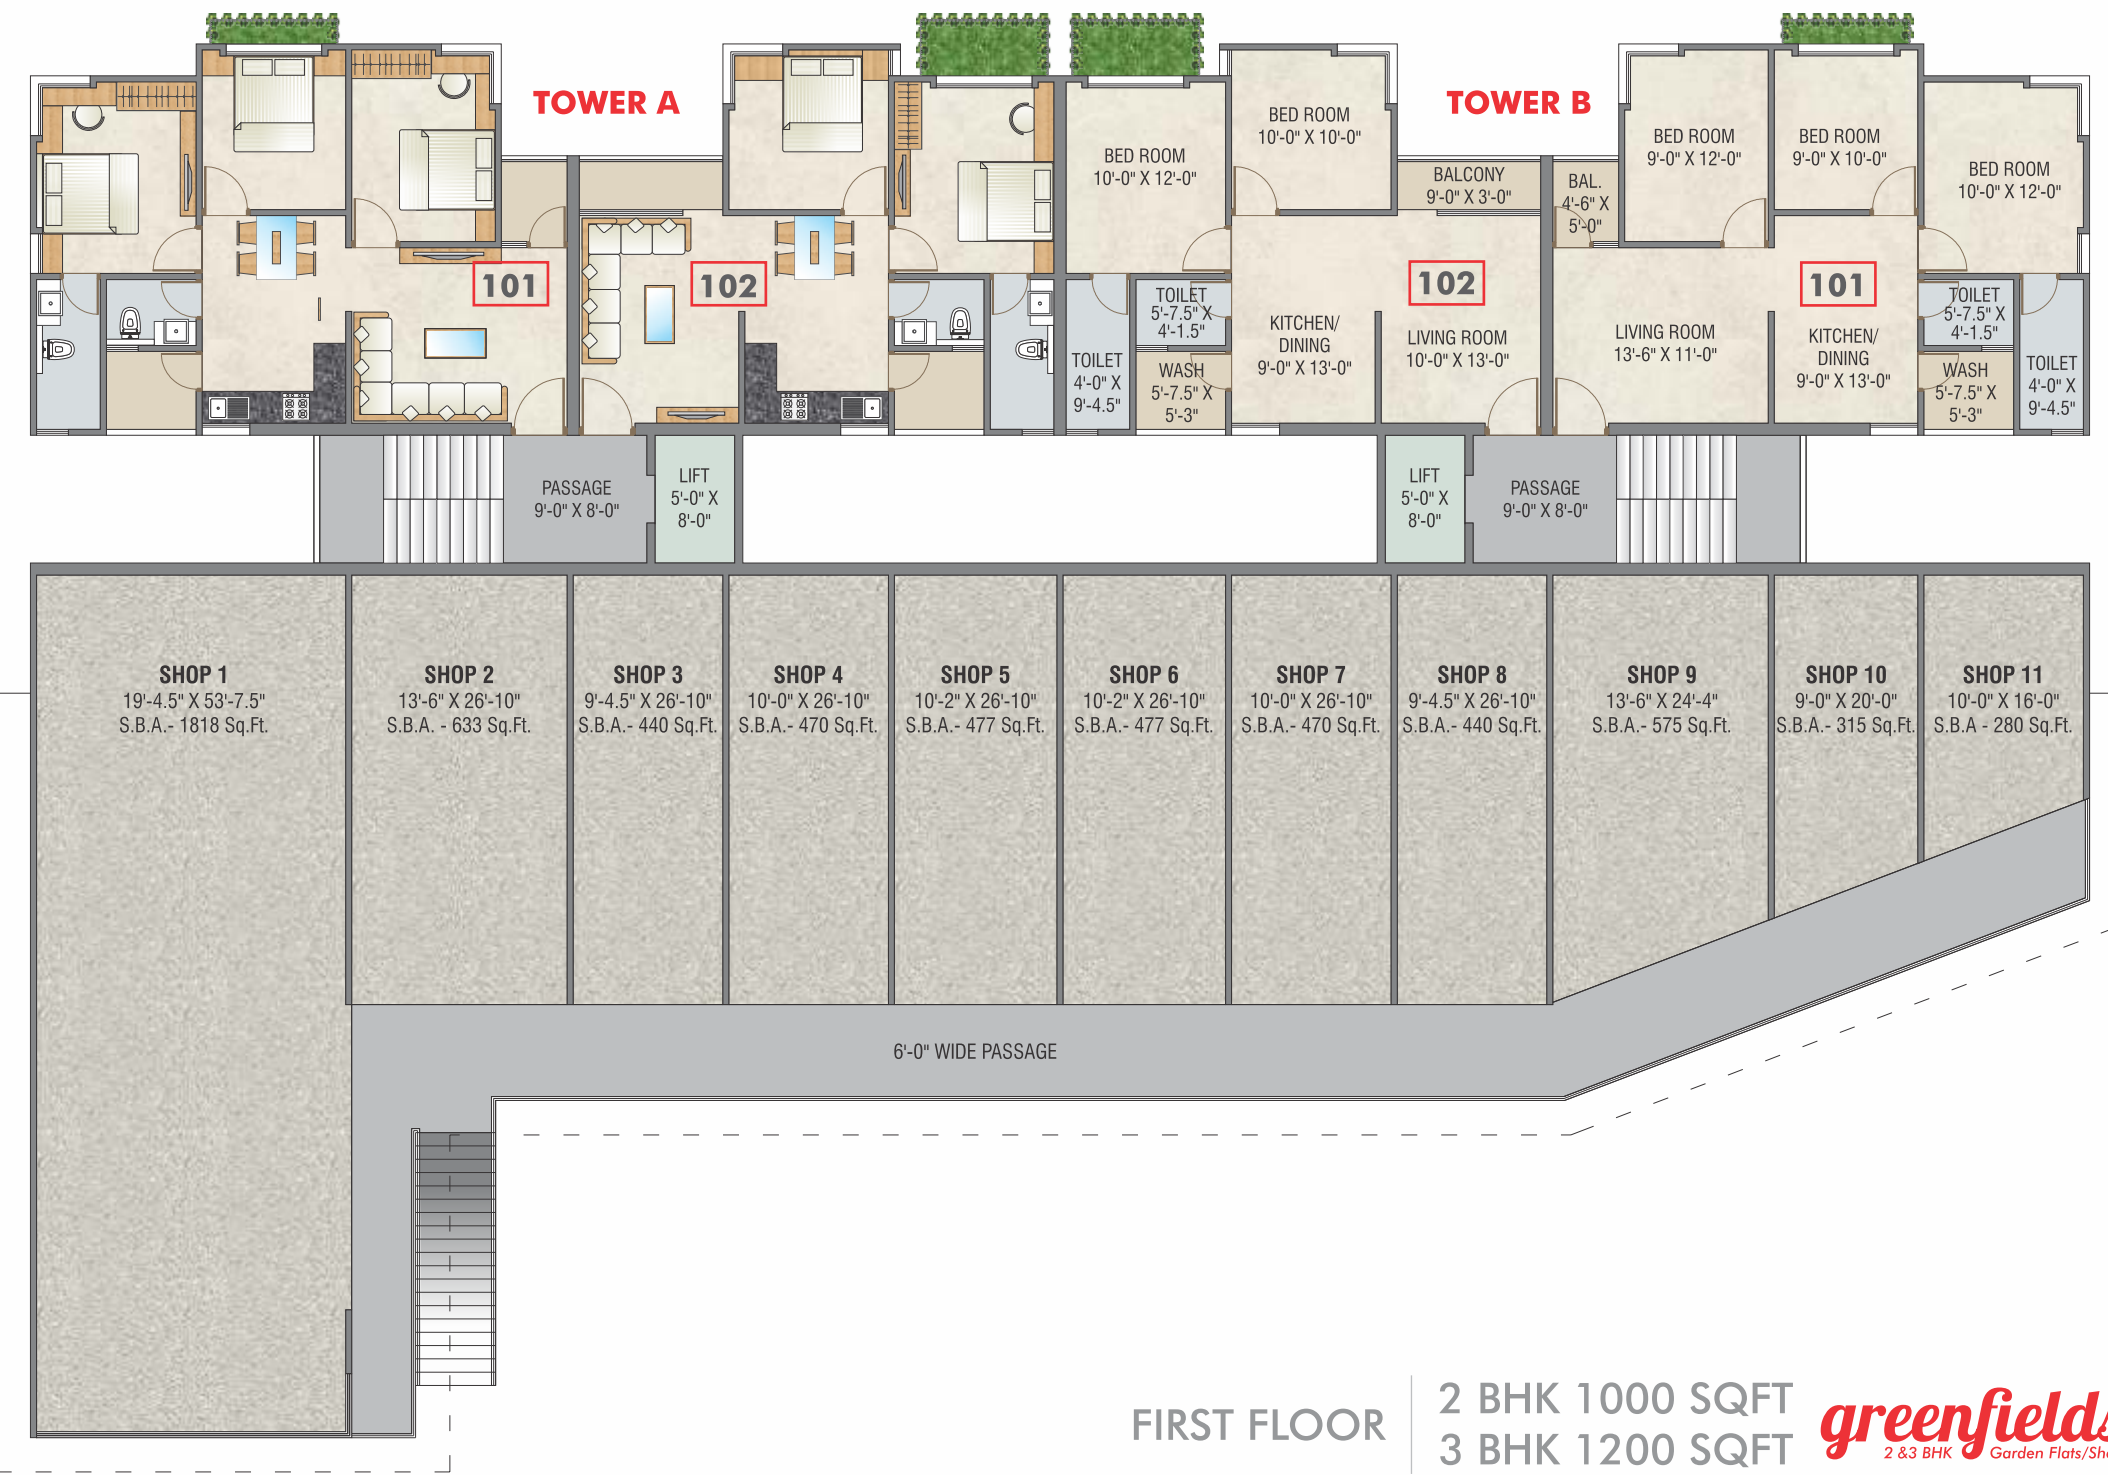 TOWER A
TOWER B
101
102
102
101
BED ROOM
10'-0" X 12'-0"
BED ROOM
10'-0" X 10'-0"
BALCONY
9'-0" X 3'-0"
BAL.
4'-6" X
5'-0"
BED ROOM
9'-0" X 12'-0"
BED ROOM
9'-0" X 10'-0"
BED ROOM
10'-0" X 12'-0"
TOILET
4'-0" X
9'-4.5"
TOILET
5'-7.5" X
4'-1.5"
WASH
5'-7.5" X
5'-3"
KITCHEN/
DINING
9'-0" X 13'-0"
LIVING ROOM
10'-0" X 13'-0"
LIVING ROOM
13'-6" X 11'-0"
KITCHEN/
DINING
9'-0" X 13'-0"
TOILET
5'-7.5" X
4'-1.5"
WASH
5'-7.5" X
5'-3"
TOILET
4'-0" X
9'-4.5"
PASSAGE
9'-0" X 8'-0"
LIFT
5'-0" X
8'-0"
LIFT
5'-0" X
8'-0"
PASSAGE
9'-0" X 8'-0"
SHOP 1
19'-4.5" X 53'-7.5"
S.B.A.- 1818 Sq.Ft.
SHOP 2
13'-6" X 26'-10"
S.B.A. - 633 Sq.Ft.
SHOP 3
9'-4.5" X 26'-10"
S.B.A.- 440 Sq.Ft.
SHOP 4
10'-0" X 26'-10"
S.B.A.- 470 Sq.Ft.
SHOP 5
10'-2" X 26'-10"
S.B.A.- 477 Sq.Ft.
SHOP 6
10'-2" X 26'-10"
S.B.A.- 477 Sq.Ft.
SHOP 7
10'-0" X 26'-10"
S.B.A.- 470 Sq.Ft.
SHOP 8
9'-4.5" X 26'-10"
S.B.A.- 440 Sq.Ft.
SHOP 9
13'-6" X 24'-4"
S.B.A.- 575 Sq.Ft.
SHOP 10
9'-0" X 20'-0"
S.B.A.- 315 Sq.Ft.
SHOP 11
10'-0" X 16'-0"
S.B.A - 280 Sq.Ft.
6'-0" WIDE PASSAGE
FIRST FLOOR
2 BHK 1000 SQFT
3 BHK 1200 SQFT
greenfields
2 &3 BHK Garden Flats/Sh